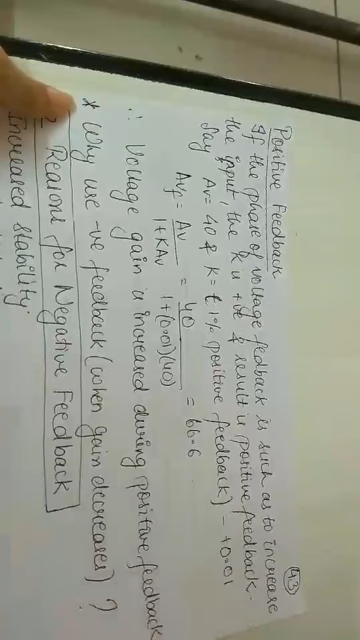 43
Positive Feedback
If the phase of voltage fedback is such as to increase
the input, the K is +ve & result is positive feedback.
Say Av = 40 & K = + 1% positive feedback) - +0.01
Avf = Av / 1+KAv = 40 / 1+(0.01)(40) = 66.6
∴ Voltage gain is increased during positive feedback
* Why use -ve feedback (when gain decreases) ?
Reasons for Negative Feedback
Increased stability